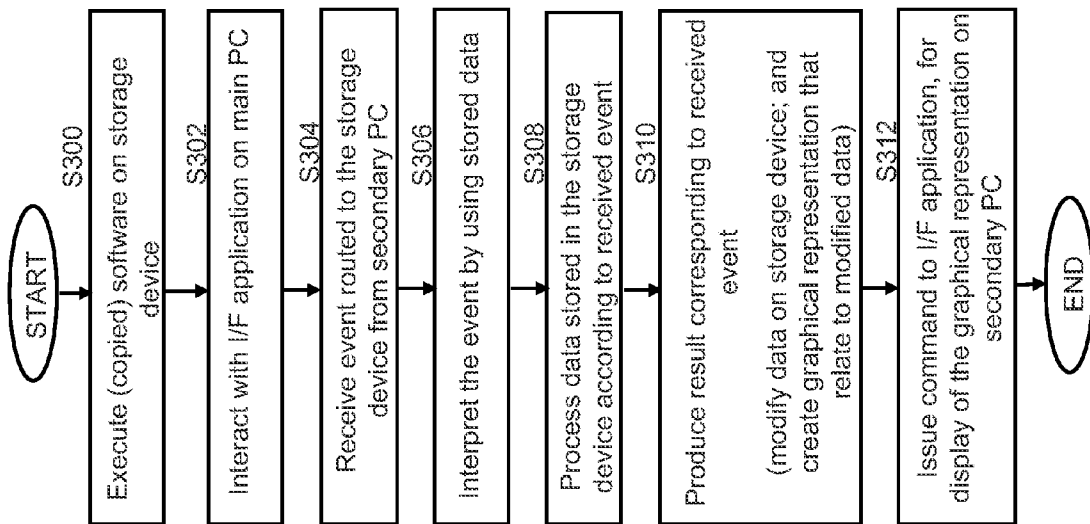 START
S300
Execute (copied) software on storage
device
S302
Interact with I/F application on main PC
S304
Receive event routed to the storage
device from secondary PC
S306
Interpret the event by using stored data
S308
Process data stored in the storage
device according to received event
S310
Produce result corresponding to received
event
(modify data on storage device; and
create graphical representation that
relate to modified data)
S312
Issue command to I/F application, for
display of the graphical representation on
secondary PC
END